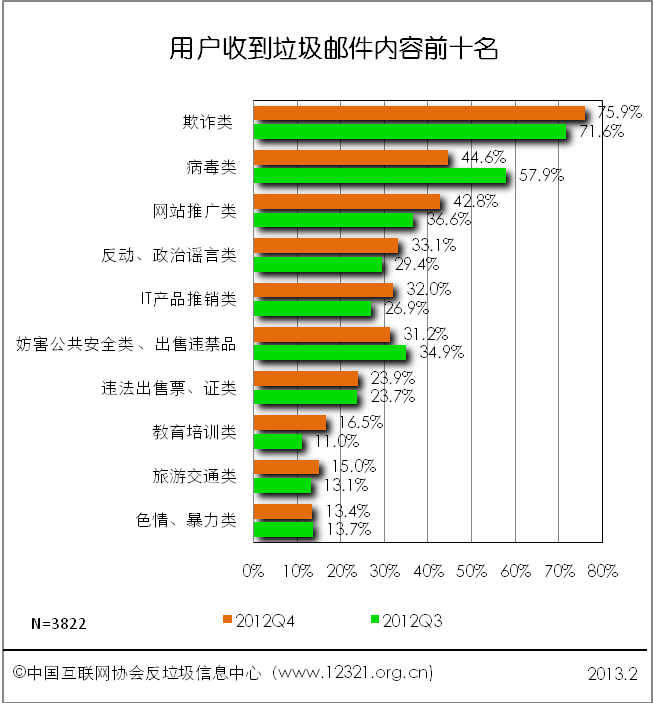 用户收到垃圾邮件内容前十名
欺诈类
75.9%
71.6%
病毒类
44.6%
57.9%
网站推广类
42.8%
36.6%
反动、政治谣言类
33.1%
29.4%
IT产品推销类
32.0%
26.9%
妨害公共安全类、出售违禁品
31.2%
34.9%
违法出售票、证类
23.9%
23.7%
教育培训类
16.5%
11.0%
旅游交通类
15.0%
13.1%
色情、暴力类
13.4%
13.7%
0% 10% 20% 30% 40% 50% 60% 70% 80%
N=3822 2012Q4 2012Q3
©中国互联网协会反垃圾信息中心（www.12321.org.cn) 2013.2